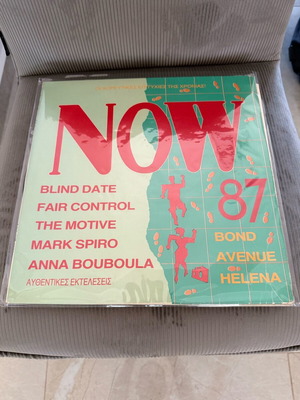 NOW
87
BLIND DATE
FAIR CONTROL
THE MOTIVE
MARK SPIRO
ANNA BOUBOULA
ΑΥΘΕΝΤΙΚΕΣ ΕΚΤΕΛΕΣΕΙΣ
BOND
AVENUE
HELENA